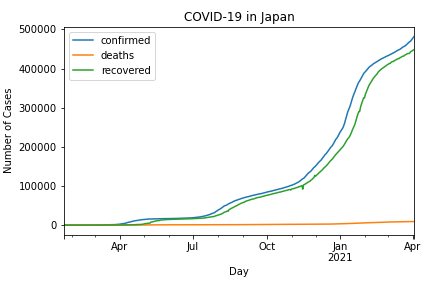 COVID-19 in Japan
confirmed
deaths
recovered
500000
400000
300000
200000
100000
0
Number of Cases
Apr
Jul
Oct
Jan
2021
Apr
Day